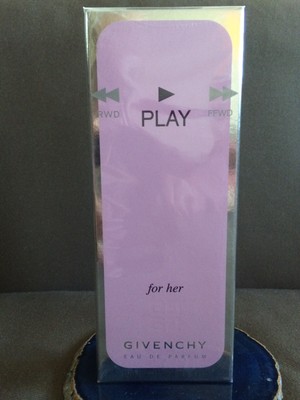 RWD FFWD
PLAY
for her
GIVENCHY
EAU DE PARFUM